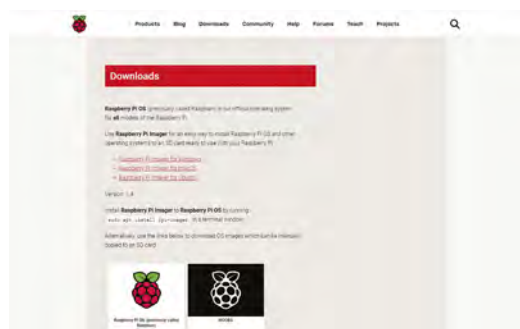 Products Blog Downloads Community Help Forums Teach Projects
Downloads
Raspberry Pi OS (previously called Raspbian) is our official operating system
for all models of the Raspberry Pi.
Use Raspberry Pi Imager for an easy way to install Raspberry Pi OS and other
operating systems to an SD card ready to use with your Raspberry Pi:
Raspberry Pi Imager for Windows
Raspberry Pi Imager for macOS
Raspberry Pi Imager for Ubuntu
Version: 1.4
Install Raspberry Pi Imager to Raspberry Pi OS by running
sudo apt install rpi-imager in a terminal window
Alternatively, use the links below to download OS images which can be manually
copied to an SD card
Raspberry Pi OS (previously called
Raspbian)
NOOBS